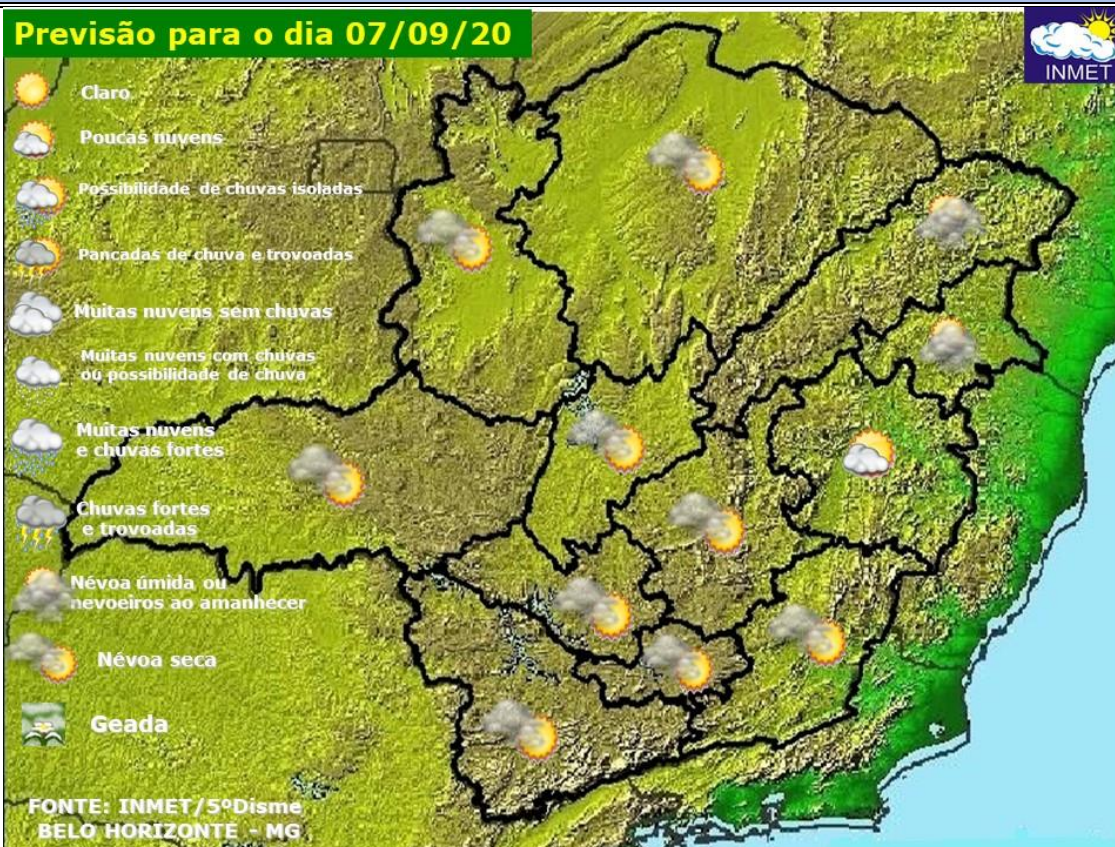 Previsão para o dia 07/09/20
INMET
Claro
Poucas nuvens
Possibilidade de chuvas isoladas
Pancadas de chuva e trovoadas
Muitas nuvens sem chuvas
Muitas nuvens com chuvas
ou possibilidade de chuva
Muitas nuvens
e chuvas fortes
Chuvas fortes
e trovoadas
Névoa úmida ou
nevoeiros ao amanhecer
Névoa seca
Geada
FONTE: INMET/5ºDisme
BELO HORIZONTE - MG